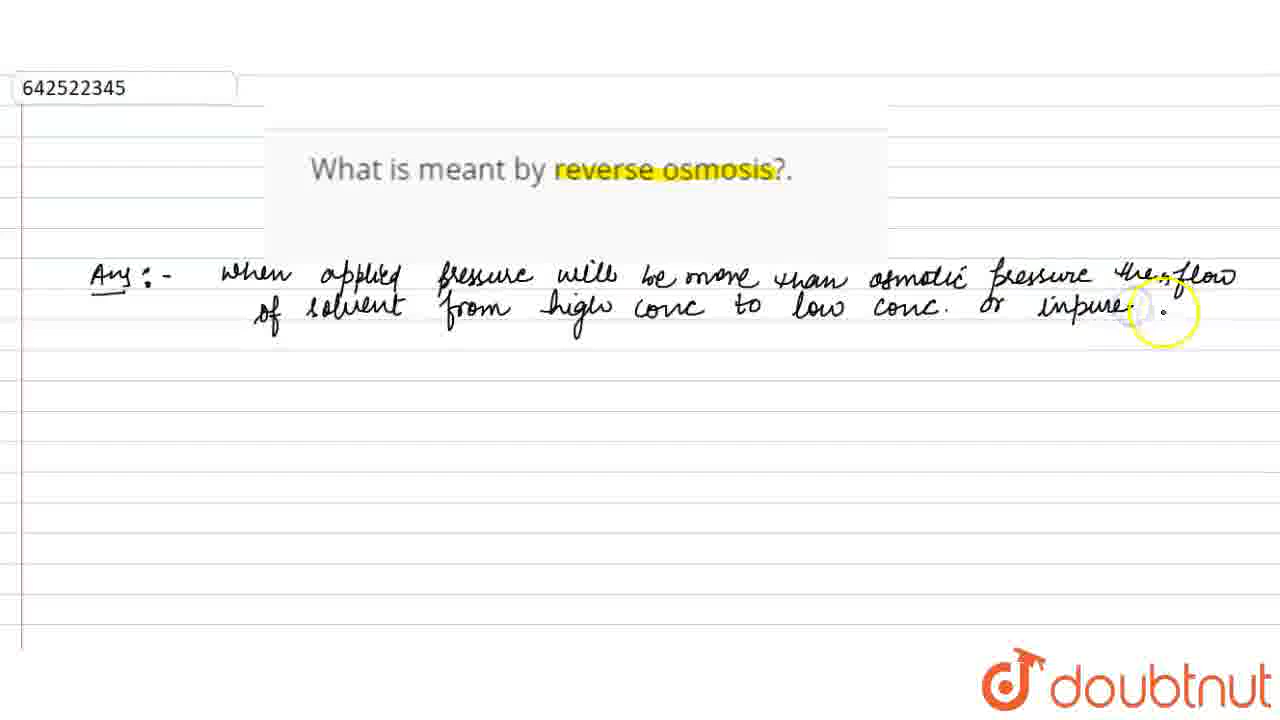 642522345
What is meant by reverse osmosis?.
Ans:- When applied pressure will be more than osmotic pressure the flow
of solvent from high conc to low conc. or inpure
doubtnut